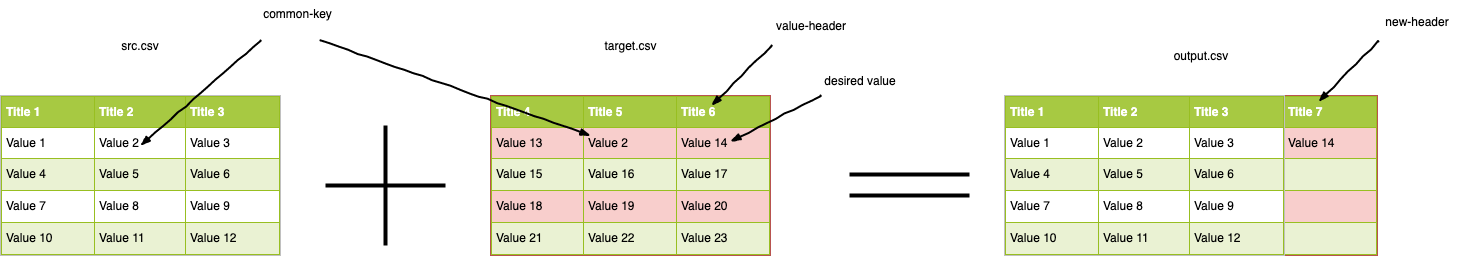 common-key
value-header
new-header
src.csv
target.csv
output.csv
desired value
Title 1 Title 2 Title 3
Value 1 Value 2 Value 3
Value 4 Value 5 Value 6
Value 7 Value 8 Value 9
Value 10 Value 11 Value 12
Title 4 Title 5 Title 6
Value 13 Value 2 Value 14
Value 15 Value 16 Value 17
Value 18 Value 19 Value 20
Value 21 Value 22 Value 23
Title 1 Title 2 Title 3 Title 7
Value 1 Value 2 Value 3 Value 14
Value 4 Value 5 Value 6
Value 7 Value 8 Value 9
Value 10 Value 11 Value 12